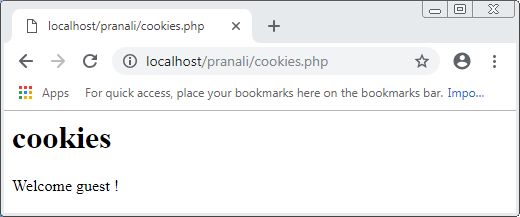 localhost/pranali/cookies.php
localhost/pranali/cookies.php
Apps For quick access, place your bookmarks here on the bookmarks bar. Impo...
cookies
Welcome guest !